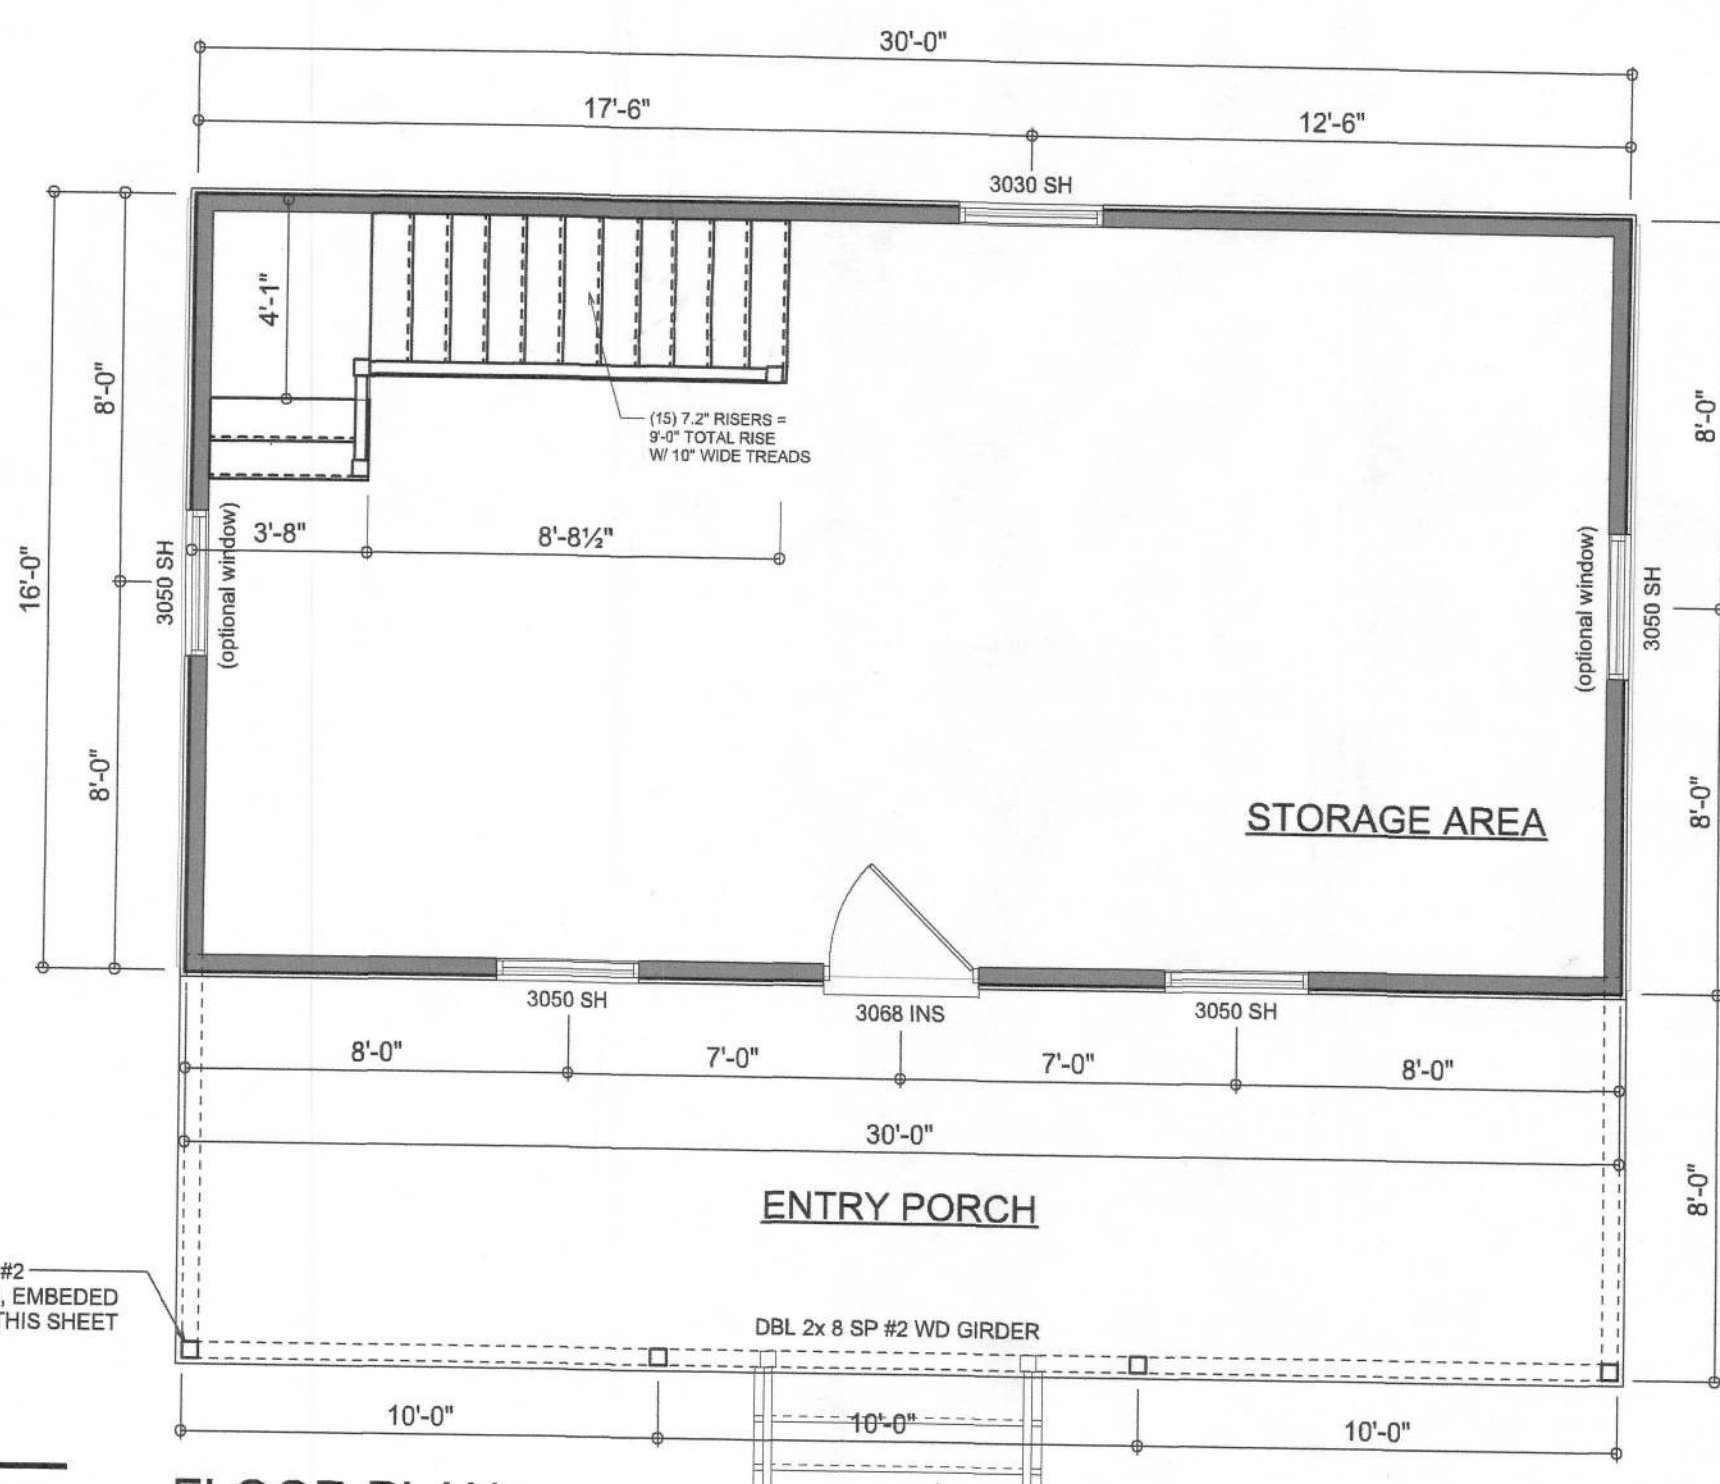 30'-0"
17'-6"
12'-6"
3030 SH
4'-1"
8'-0"
8'-0"
(15) 7.2" RISERS =
9'-0" TOTAL RISE
W/ 10" WIDE TREADS
3'-8"
8'-8½"
16'-0"
3050 SH
(optional window)
(optional window)
3050 SH
8'-0"
8'-0"
STORAGE AREA
3050 SH
3068 INS
3050 SH
8'-0"
7'-0"
7'-0"
8'-0"
30'-0"
ENTRY PORCH
8'-0"
#2
, EMBEDED
THIS SHEET
DBL 2x 8 SP #2 WD GIRDER
10'-0"
10'-0"
10'-0"